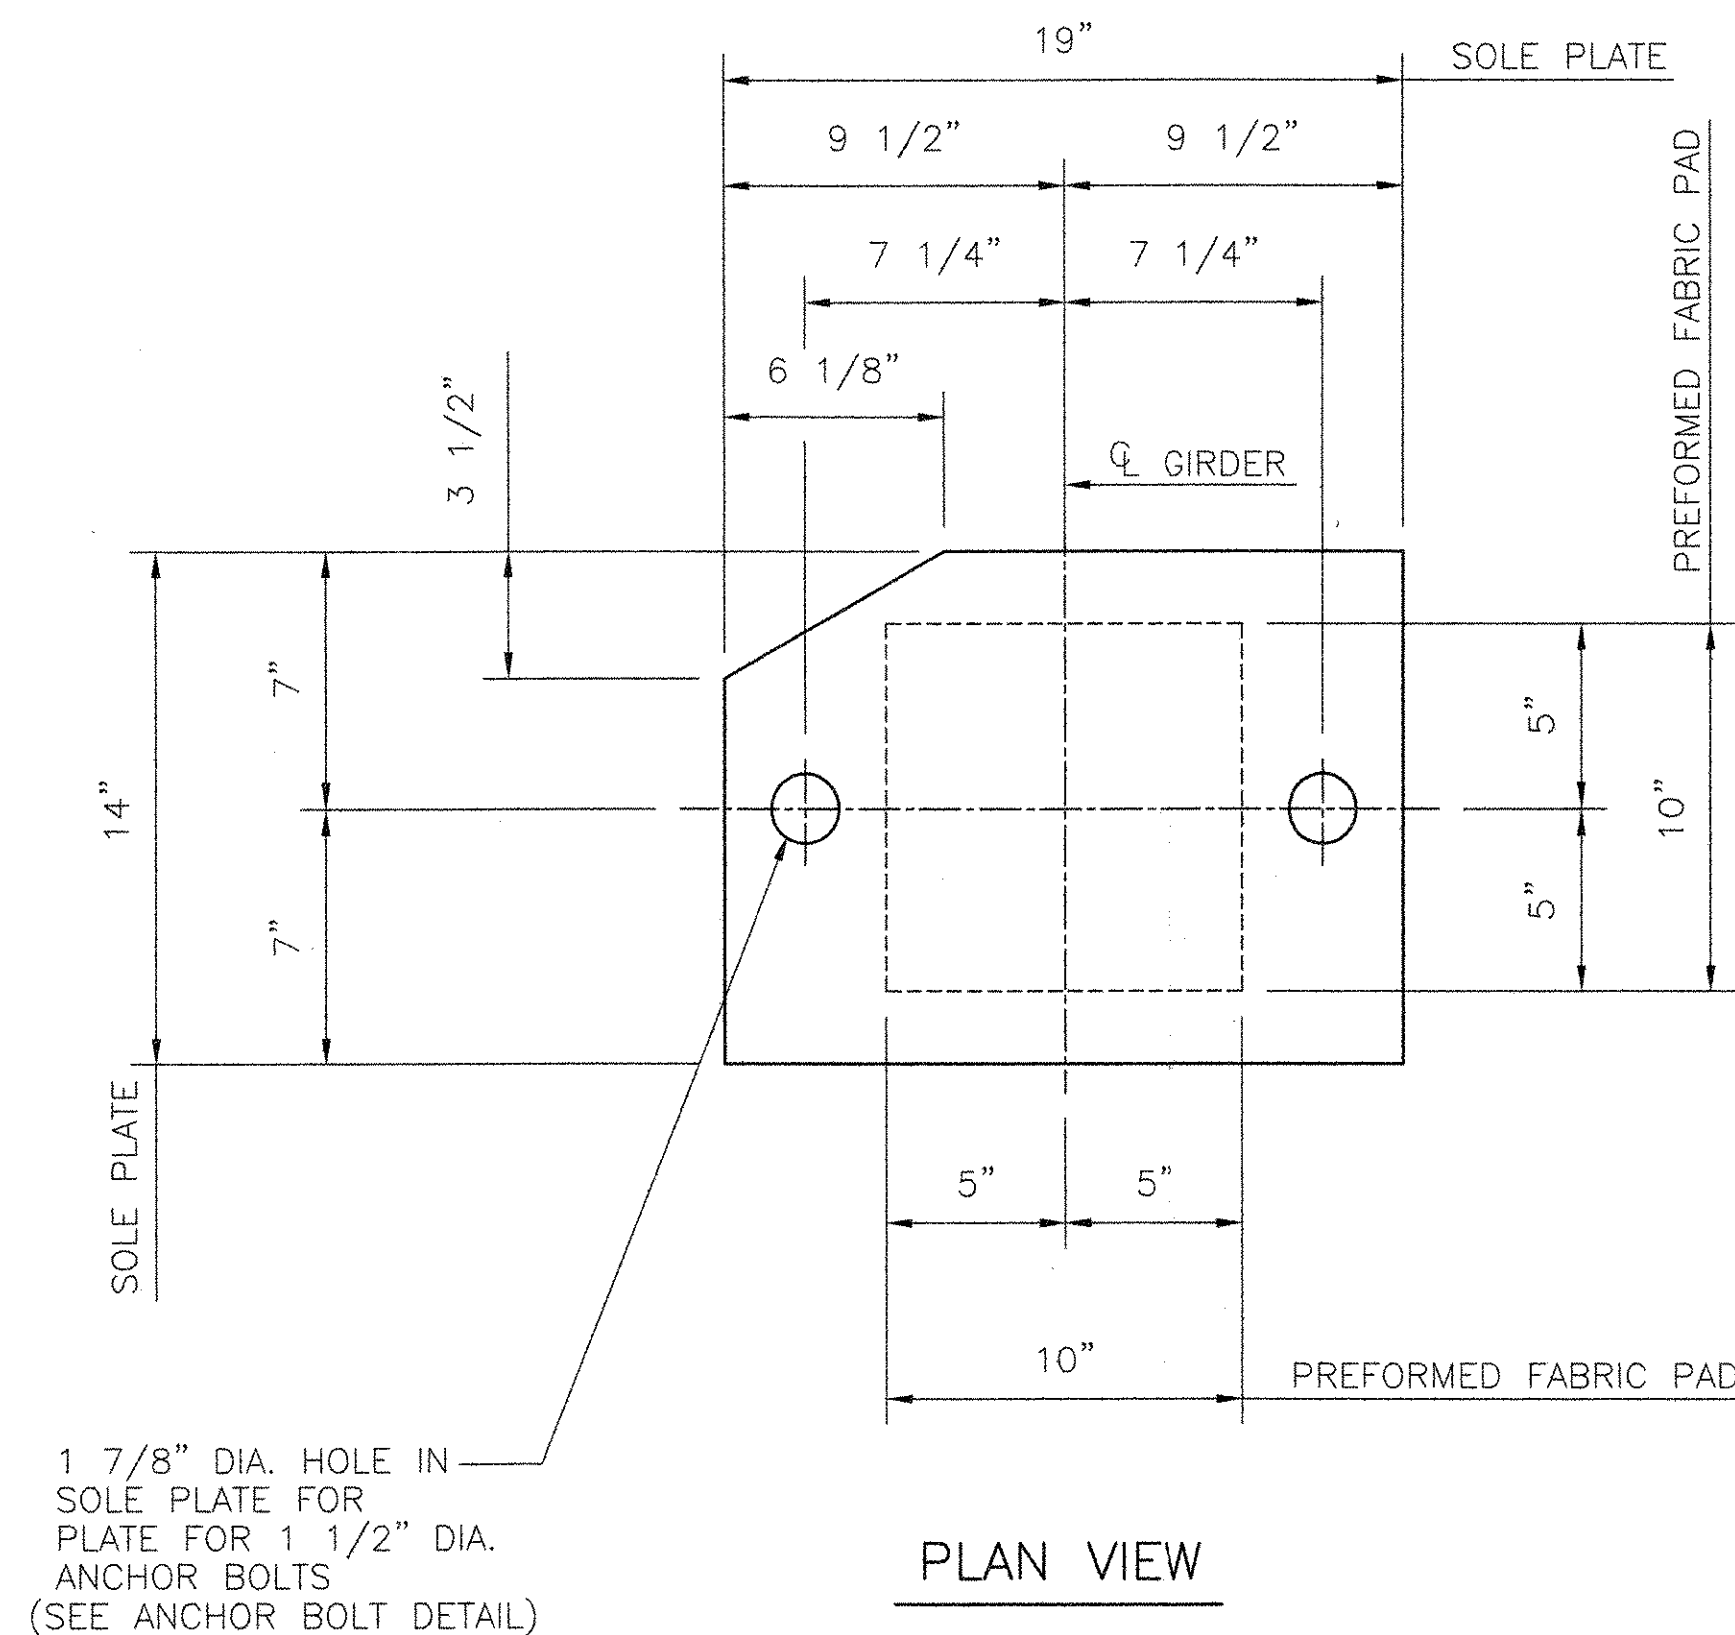 19”
SOLE PLATE
9 1/2”
9 1/2”
PREFORMED FABRIC PAD
7 1/4”
7 1/4”
6 1/8”
3 1/2”
℄ GIRDER
7”
5”
14”
10”
7”
5”
SOLE PLATE
5”
5”
10”
PREFORMED FABRIC PAD
1 7/8” DIA. HOLE IN
SOLE PLATE FOR
PLATE FOR 1 1/2” DIA.
ANCHOR BOLTS
(SEE ANCHOR BOLT DETAIL)
PLAN VIEW